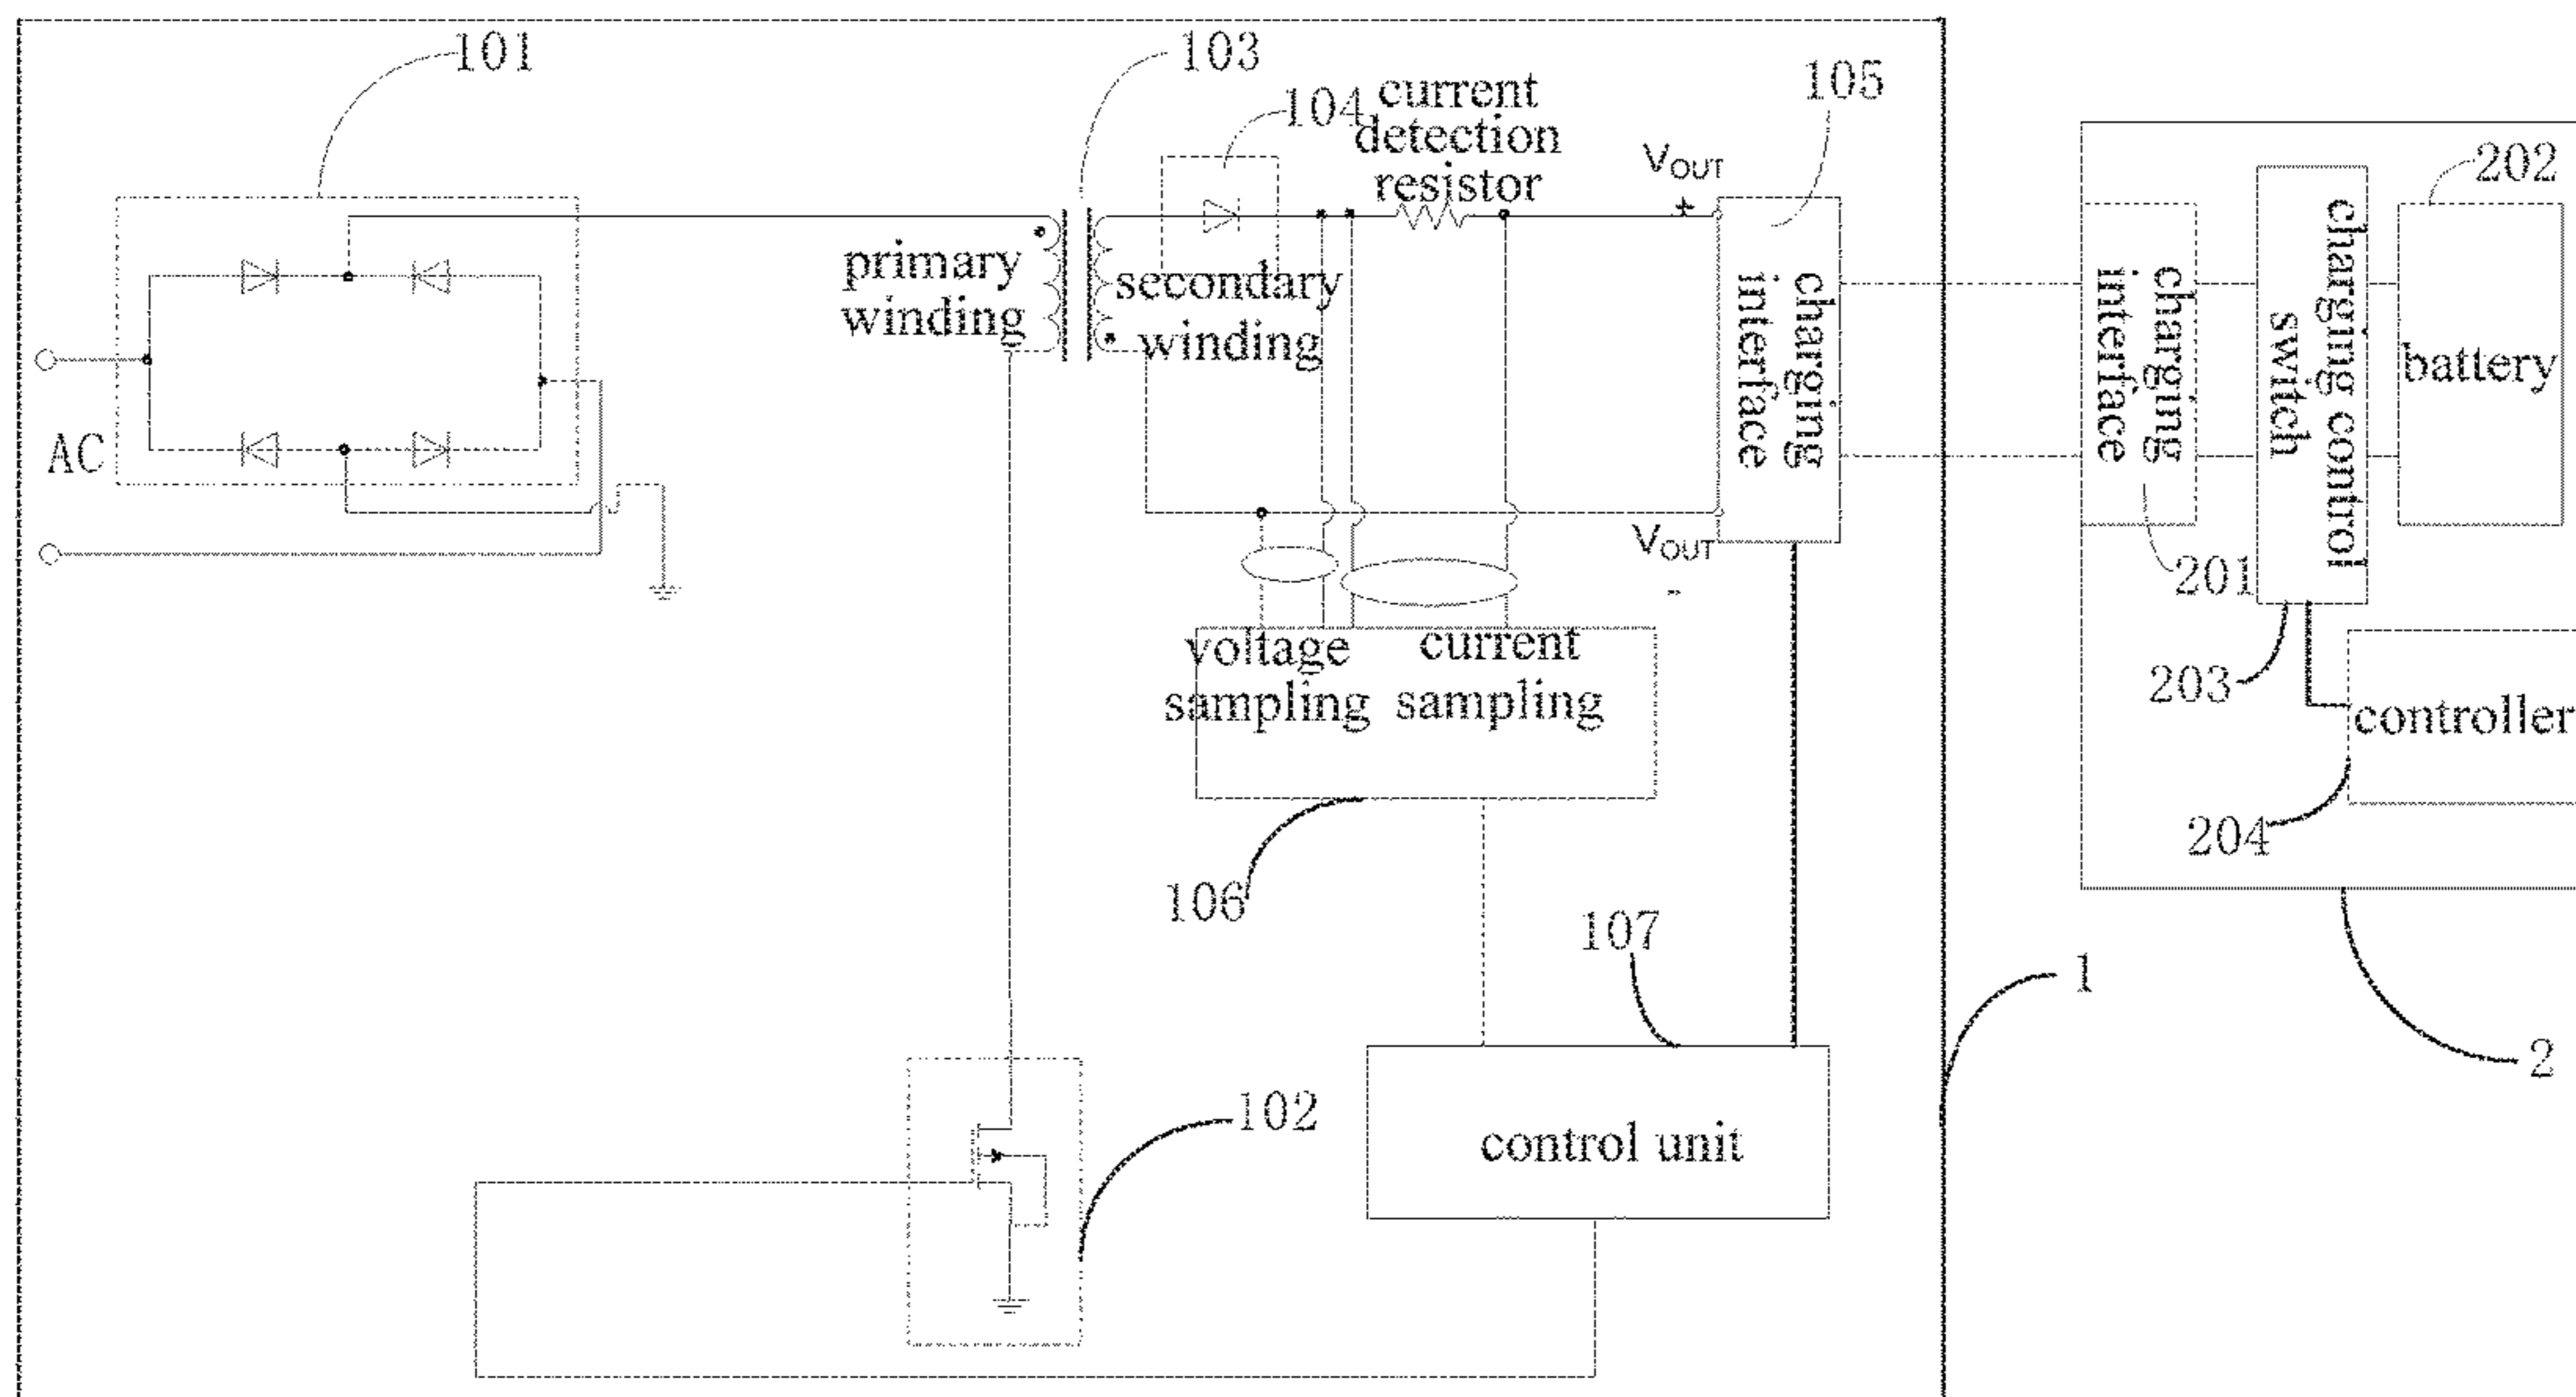 101
103
104
current
detection
resistor
105
VOUT
+
202
primary
winding
secondary
winding
charging
interface
charging
interface
charging control
switch
battery
AC
VOUT
-
201
voltage
sampling
current
sampling
203
controller
204
106
107
1
2
102
control unit